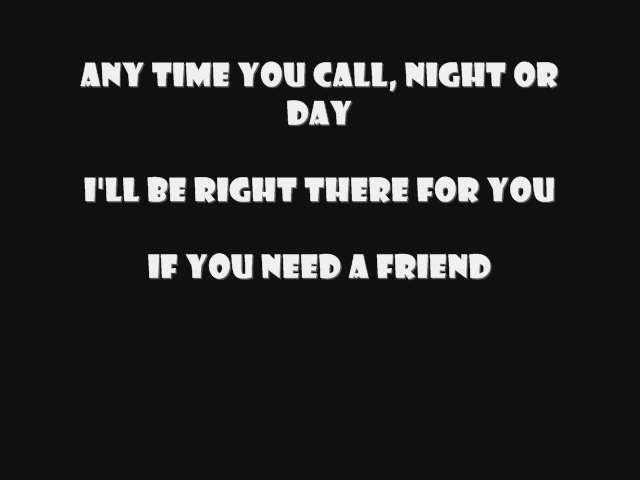 ANY TIME YOU CALL, NIGHT OR
DAY
I'LL BE RIGHT THERE FOR YOU
IF YOU NEED A FRIEND